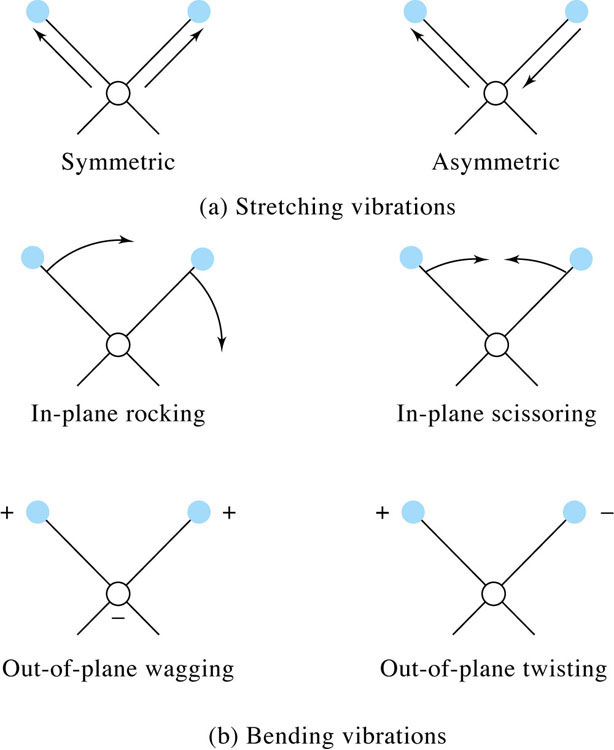 Symmetric
Asymmetric
(a) Stretching vibrations
In-plane rocking
In-plane scissoring
+ +
+ −
−
Out-of-plane wagging
Out-of-plane twisting
(b) Bending vibrations